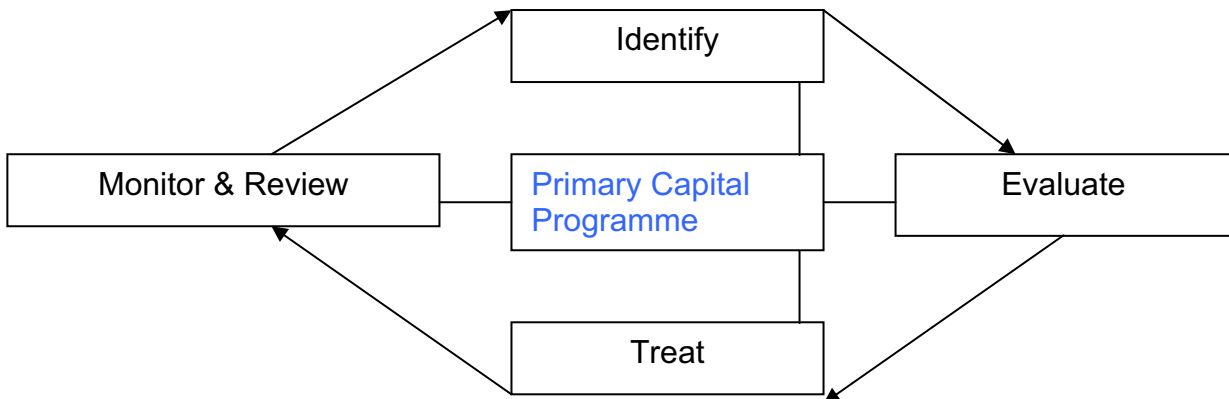 Identify
Monitor & Review
Primary Capital
Programme
Evaluate
Treat